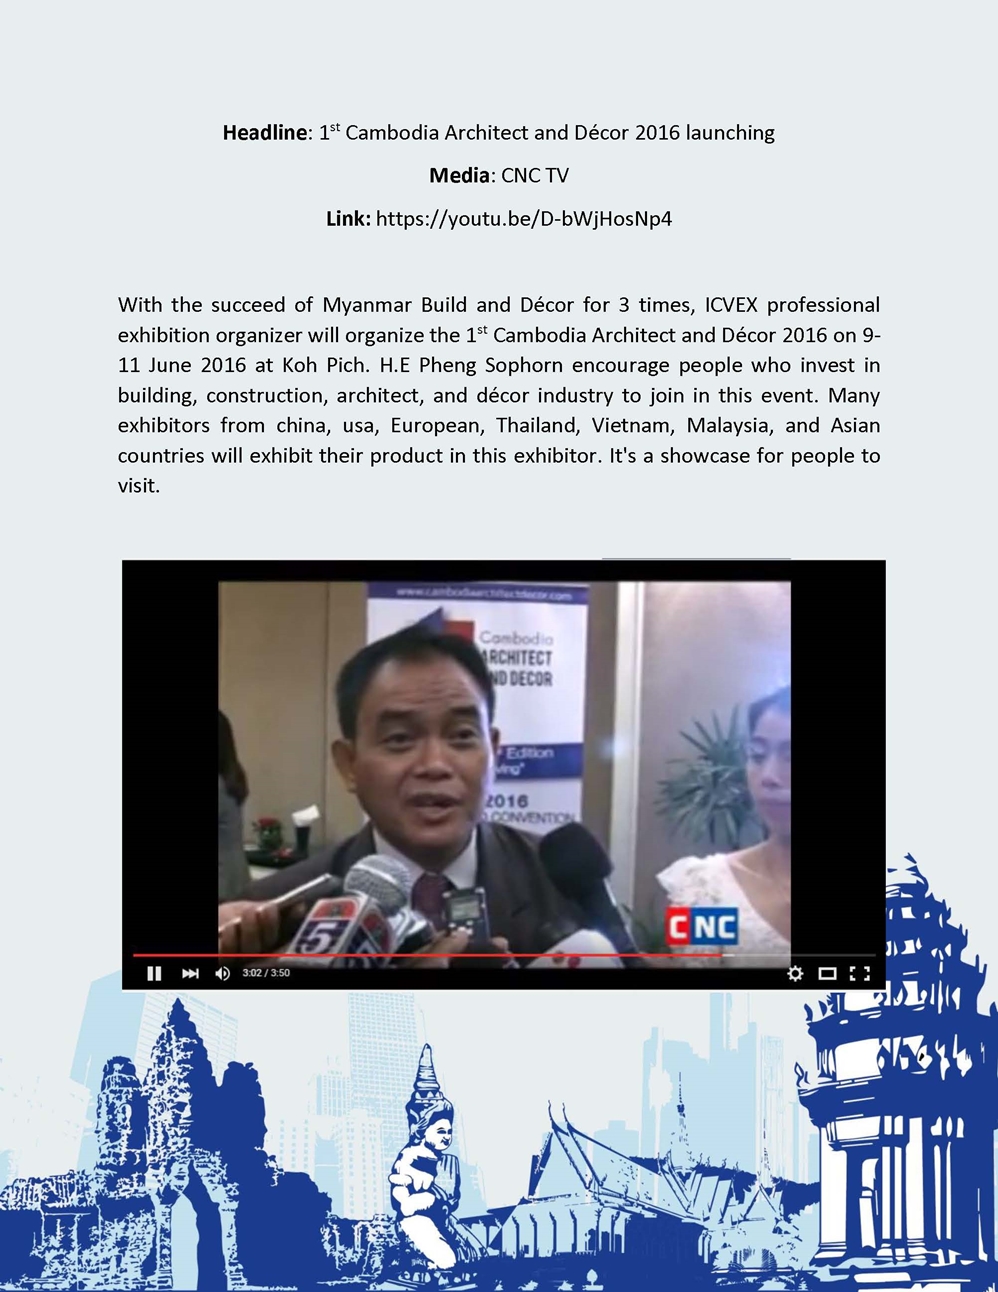 Headline: 1st Cambodia Architect and Décor 2016 launching
Media: CNC TV
Link: https://youtu.be/D-bWjHosNp4
With the succeed of Myanmar Build and Décor for 3 times, ICVEX professional
exhibition organizer will organize the 1st Cambodia Architect and Décor 2016 on 9-
11 June 2016 at Koh Pich. H.E Pheng Sophorn encourage people who invest in
building, construction, architect, and décor industry to join in this event. Many
exhibitors from china, usa, European, Thailand, Vietnam, Malaysia, and Asian
countries will exhibit their product in this exhibitor. It's a showcase for people to
visit.
www.cambodiaarchitectdecor.com
Cambodia
ARCHITECT
ND DECOR
Edition
ving"
2016
CONVENTION
5
CNC
3:02 / 3:50